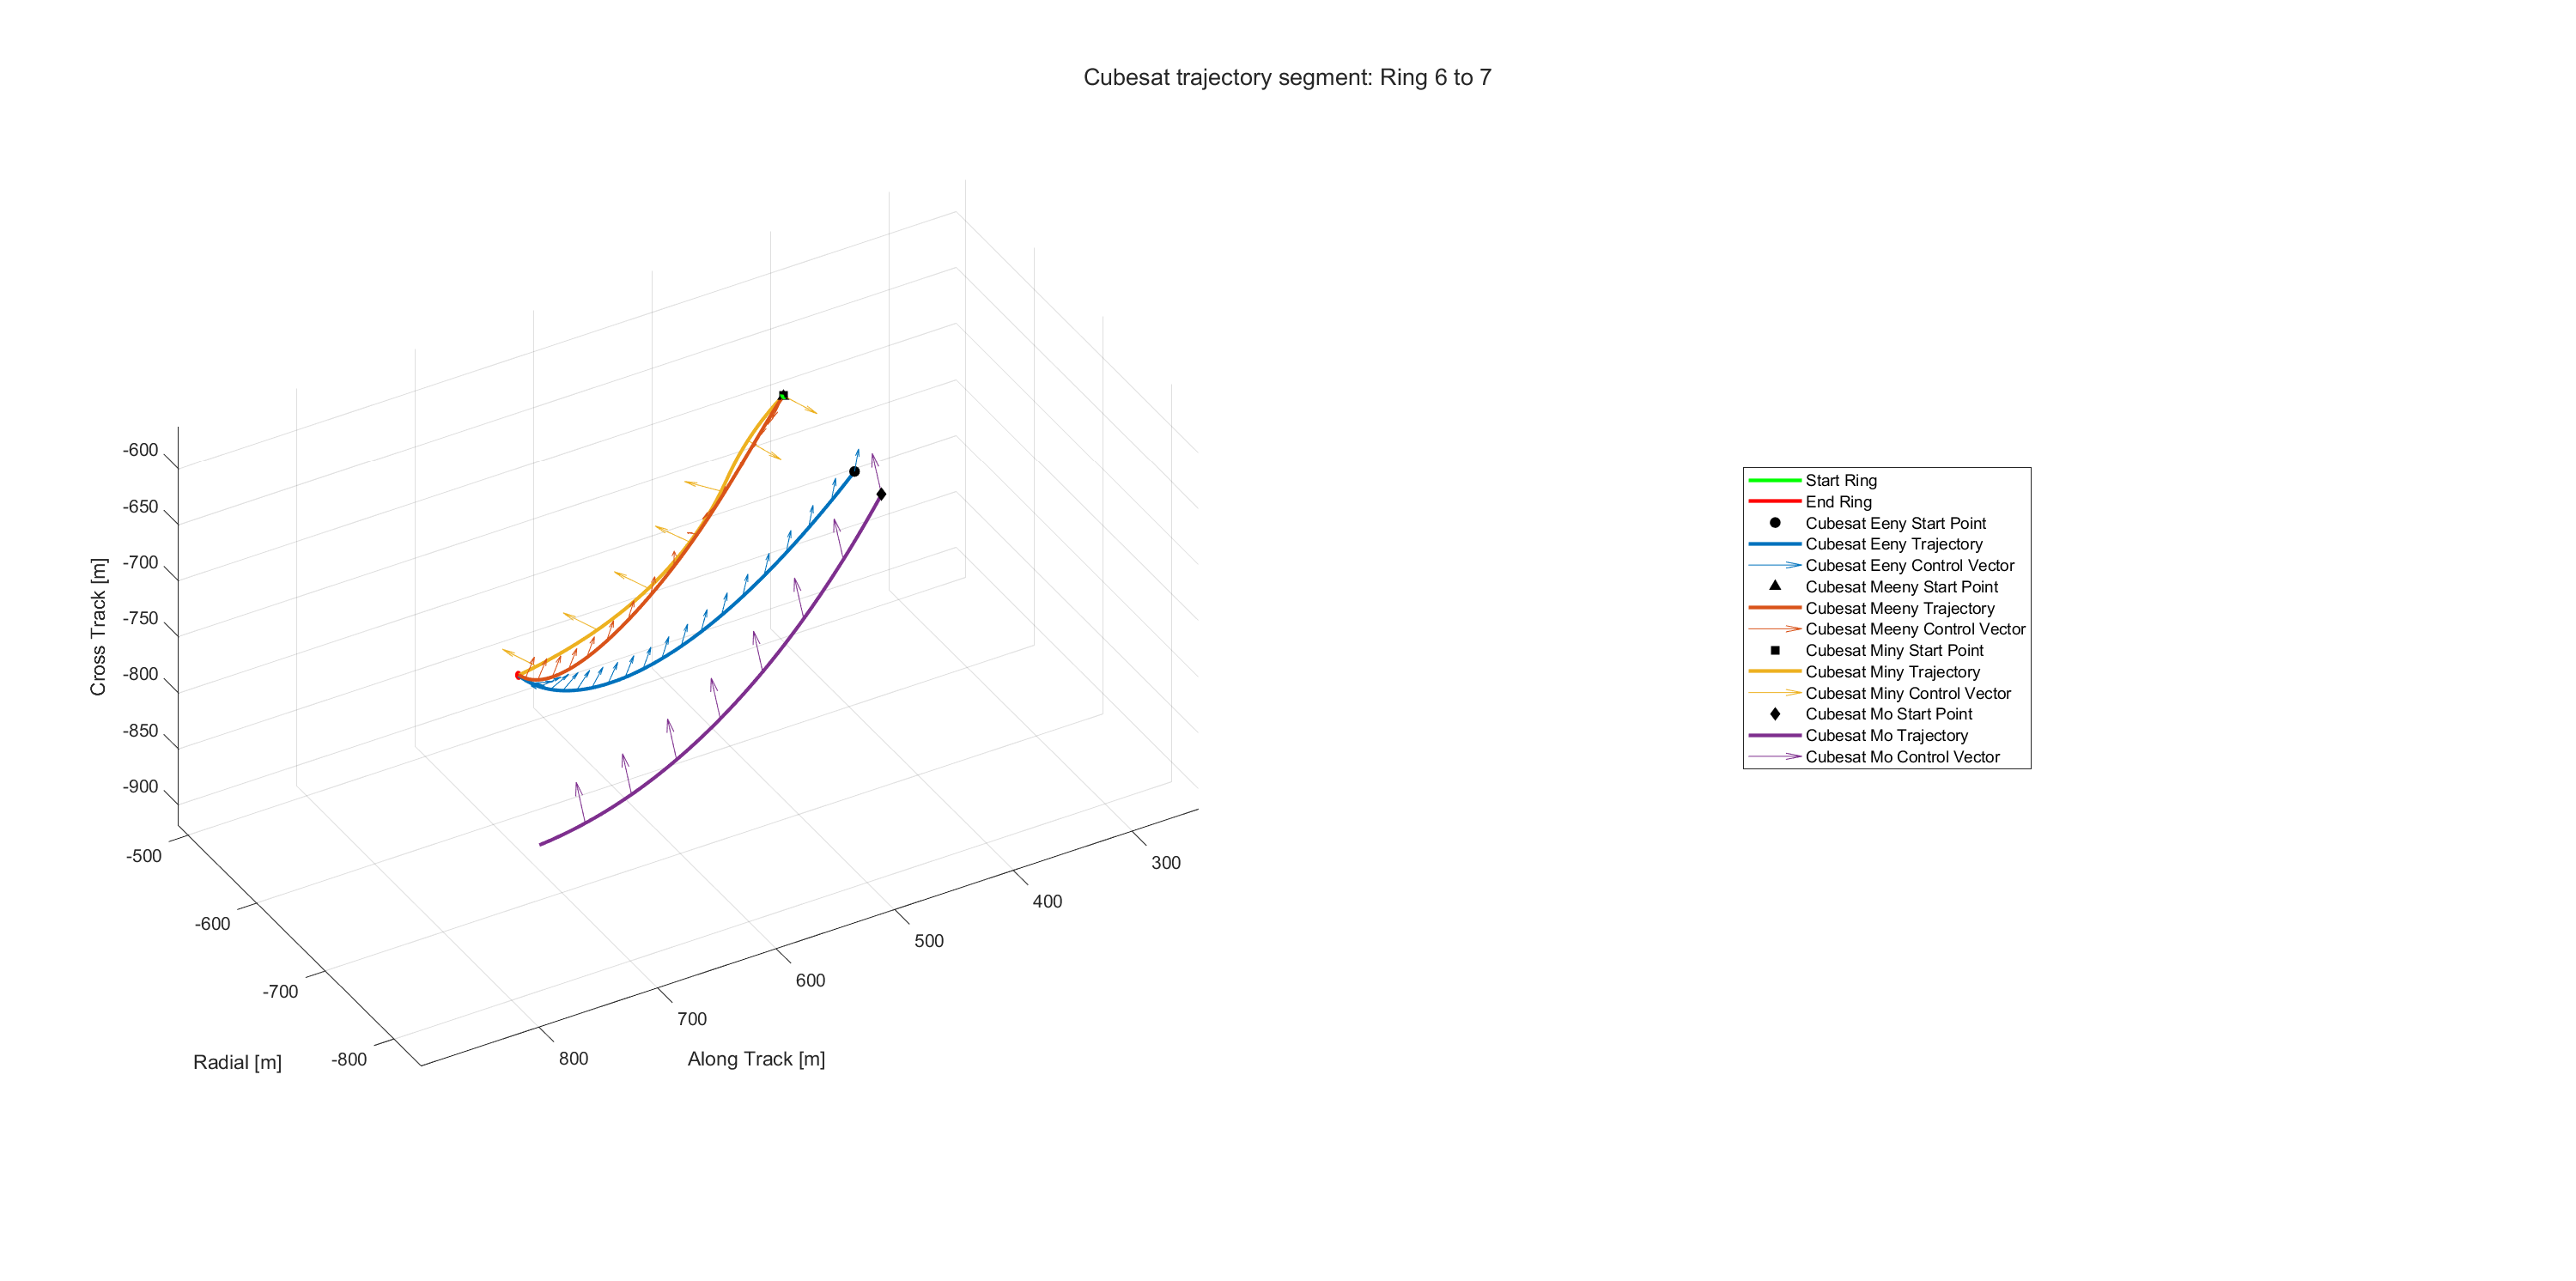 Cubesat trajectory segment: Ring 6 to 7
-600
-650
-700
-750
-800
-850
-900
Cross Track [m]
-500
-600
-700
-800
Radial [m]
800
700
600
500
400
300
Along Track [m]
Start Ring
End Ring
Cubesat Eeny Start Point
Cubesat Eeny Trajectory
Cubesat Eeny Control Vector
Cubesat Meeny Start Point
Cubesat Meeny Trajectory
Cubesat Meeny Control Vector
Cubesat Miny Start Point
Cubesat Miny Trajectory
Cubesat Miny Control Vector
Cubesat Mo Start Point
Cubesat Mo Trajectory
Cubesat Mo Control Vector